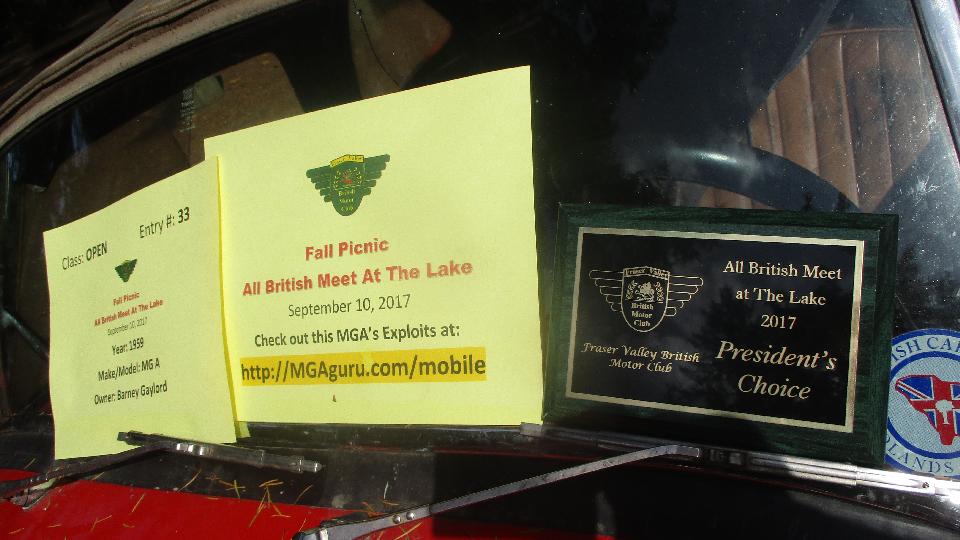 Class: OPEN
Entry #: 33
Fall Picnic
All British Meet At The Lake
September 10, 2017
Year: 1959
Make/Model: MG A
Owner: Barney Gaylord
British
Motor
Club
Fall Picnic
All British Meet At The Lake
September 10, 2017
Check out this MGA's Exploits at:
http://MGAguru.com/mobile
Fraser Valley
British
Motor
Club
Fraser Valley British
Motor Club
All British Meet
at The Lake
2017
President's
Choice
ISH CAR
LANDS